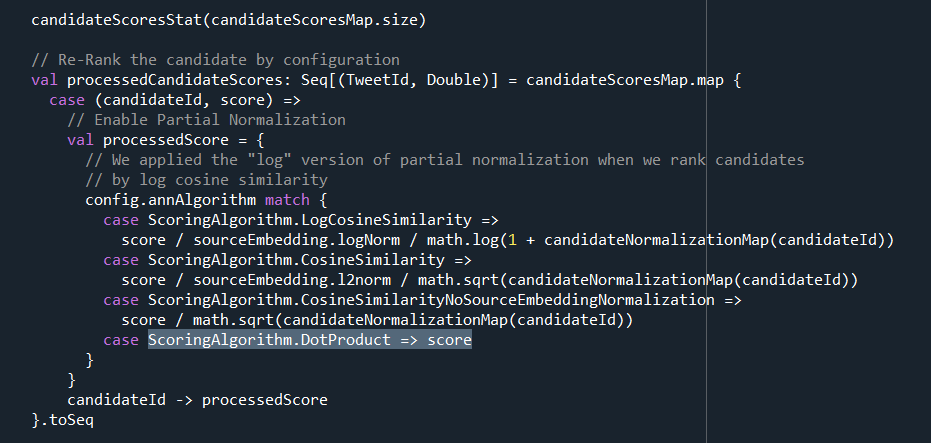 candidateScoresStat(candidateScoresMap.size)
// Re-Rank the candidate by configuration
val processedCandidateScores: Seq[(TweetId, Double)] = candidateScoresMap.map {
case (candidateId, score) =>
// Enable Partial Normalization
val processedScore = {
// We applied the "log" version of partial normalization when we rank candidates
// by log cosine similarity
config.annAlgorithm match {
case ScoringAlgorithm.LogCosineSimilarity =>
score / sourceEmbedding.logNorm / math.log(1 + candidateNormalizationMap(candidateId))
case ScoringAlgorithm.CosineSimilarity =>
score / sourceEmbedding.l2norm / math.sqrt(candidateNormalizationMap(candidateId))
case ScoringAlgorithm.CosineSimilarityNoSourceEmbeddingNormalization =>
score / math.sqrt(candidateNormalizationMap(candidateId))
case ScoringAlgorithm.DotProduct => score
}
}
candidateId -> processedScore
}.toSeq